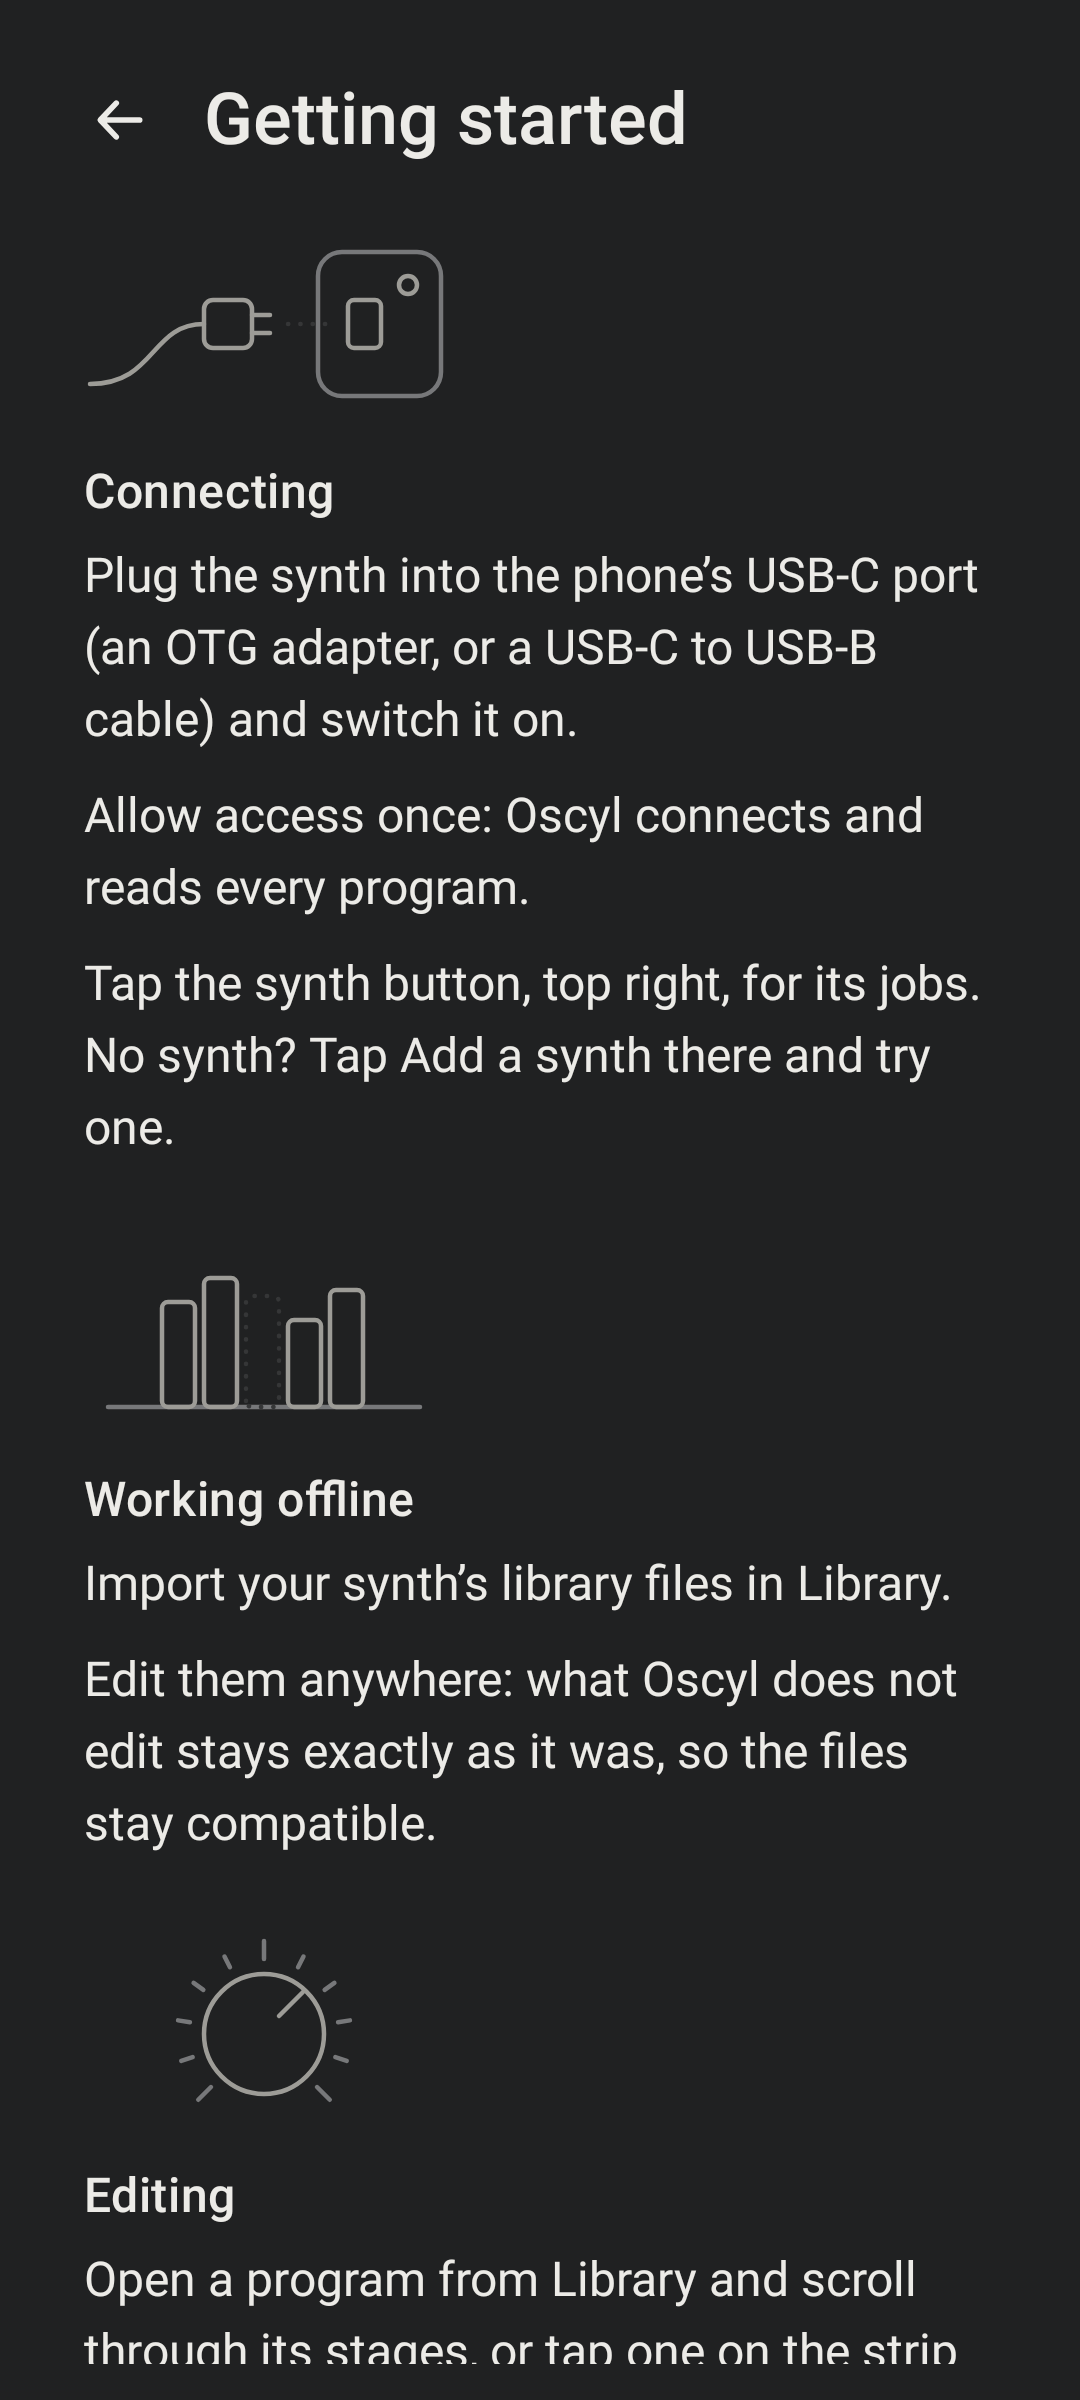 Getting started
Connecting
Plug the synth into the phone’s USB-C port
(an OTG adapter, or a USB-C to USB-B
cable) and switch it on.
Allow access once: Oscyl connects and
reads every program.
Tap the synth button, top right, for its jobs.
No synth? Tap Add a synth there and try
one.
Working offline
Import your synth’s library files in Library.
Edit them anywhere: what Oscyl does not
edit stays exactly as it was, so the files
stay compatible.
Editing
Open a program from Library and scroll
through its stages, or tap one on the strip